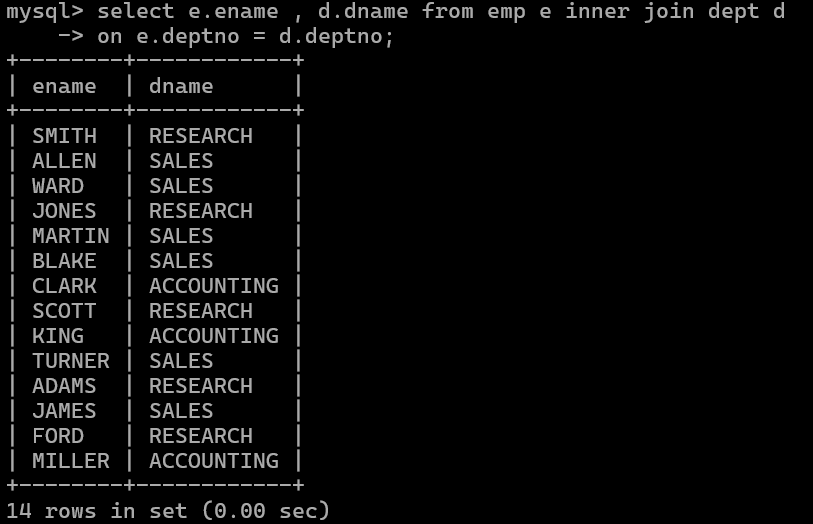 mysql> select e.ename , d.dname from emp e inner join dept d
    -> on e.deptno = d.deptno;
+--------+------------+
| ename  | dname      |
+--------+------------+
| SMITH  | RESEARCH   |
| ALLEN  | SALES      |
| WARD   | SALES      |
| JONES  | RESEARCH   |
| MARTIN | SALES      |
| BLAKE  | SALES      |
| CLARK  | ACCOUNTING |
| SCOTT  | RESEARCH   |
| KING   | ACCOUNTING |
| TURNER | SALES      |
| ADAMS  | RESEARCH   |
| JAMES  | SALES      |
| FORD   | RESEARCH   |
| MILLER | ACCOUNTING |
+--------+------------+
14 rows in set (0.00 sec)